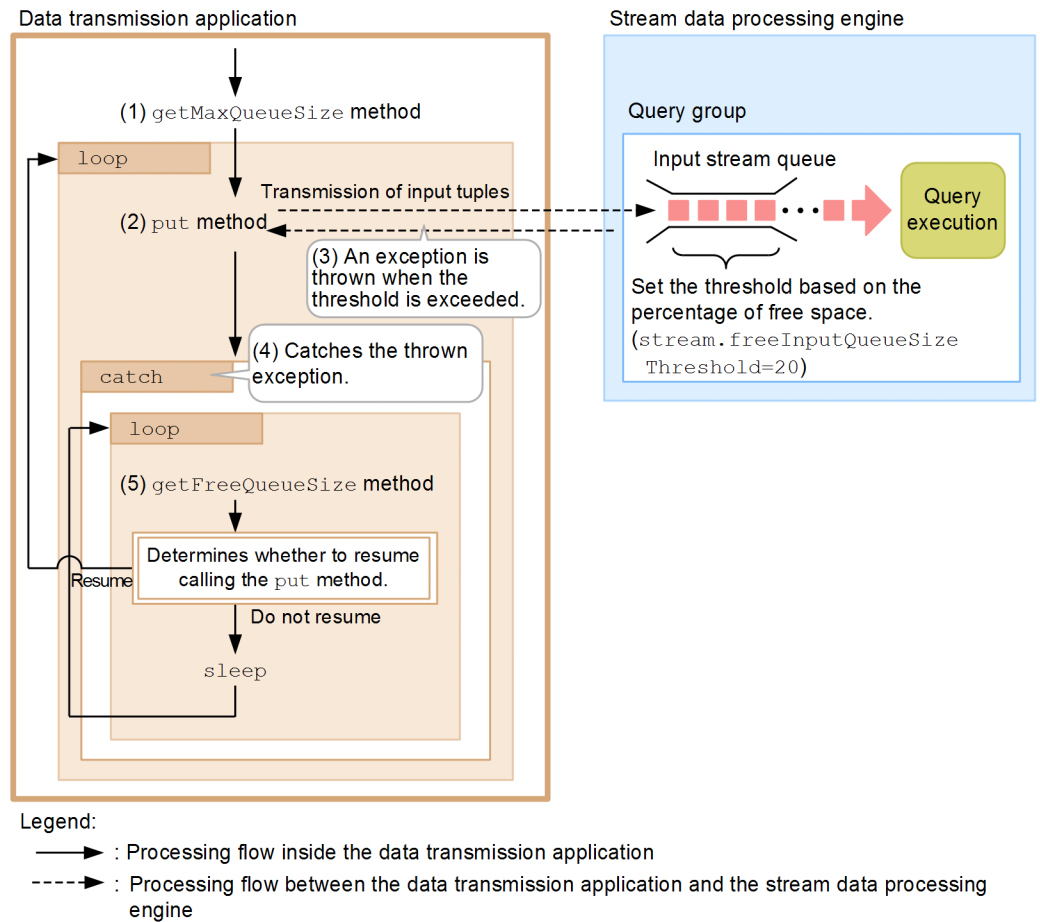 Data transmission application
Stream data processing engine
(1) getMaxQueueSize method
loop
Transmission of input tuples
(2) put method
(3) An exception is
thrown when the
threshold is exceeded.
(4) Catches the thrown
exception.
catch
loop
(5) getFreeQueueSize method
Determines whether to resume
calling the put method.
Resume
Do not resume
sleep
Query group
Input stream queue
Query
execution
Set the threshold based on the
percentage of free space.
(stream.freeInputQueueSize
Threshold=20)
Legend:
: Processing flow inside the data transmission application
: Processing flow between the data transmission application and the stream data processing
engine